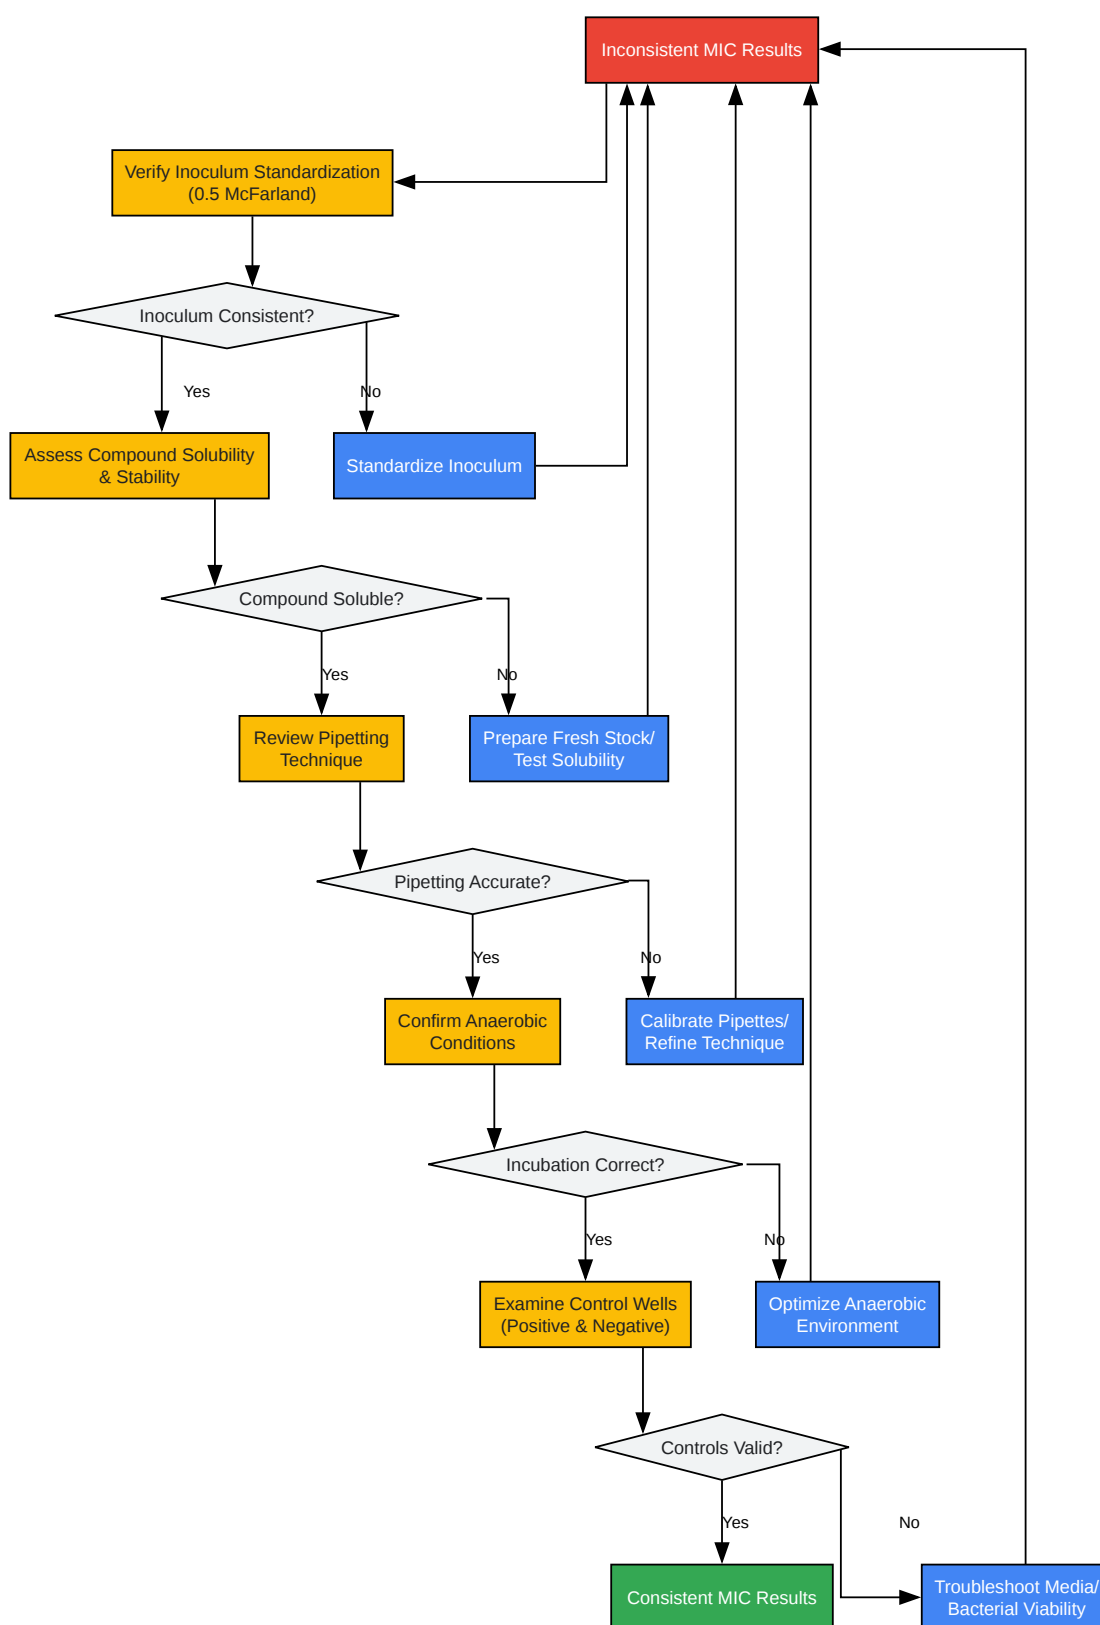 Inconsistent MIC Results
Verify Inoculum Standardization
(0.5 McFarland)
Inoculum Consistent?
Yes
No
Assess Compound Solubility
& Stability
Standardize Inoculum
Compound Soluble?
Yes
No
Review Pipetting
Technique
Prepare Fresh Stock/
Test Solubility
Pipetting Accurate?
Yes
No
Confirm Anaerobic
Conditions
Calibrate Pipettes/
Refine Technique
Incubation Correct?
Yes
No
Examine Control Wells
(Positive & Negative)
Optimize Anaerobic
Environment
Controls Valid?
Yes
No
Consistent MIC Results
Troubleshoot Media/
Bacterial Viability